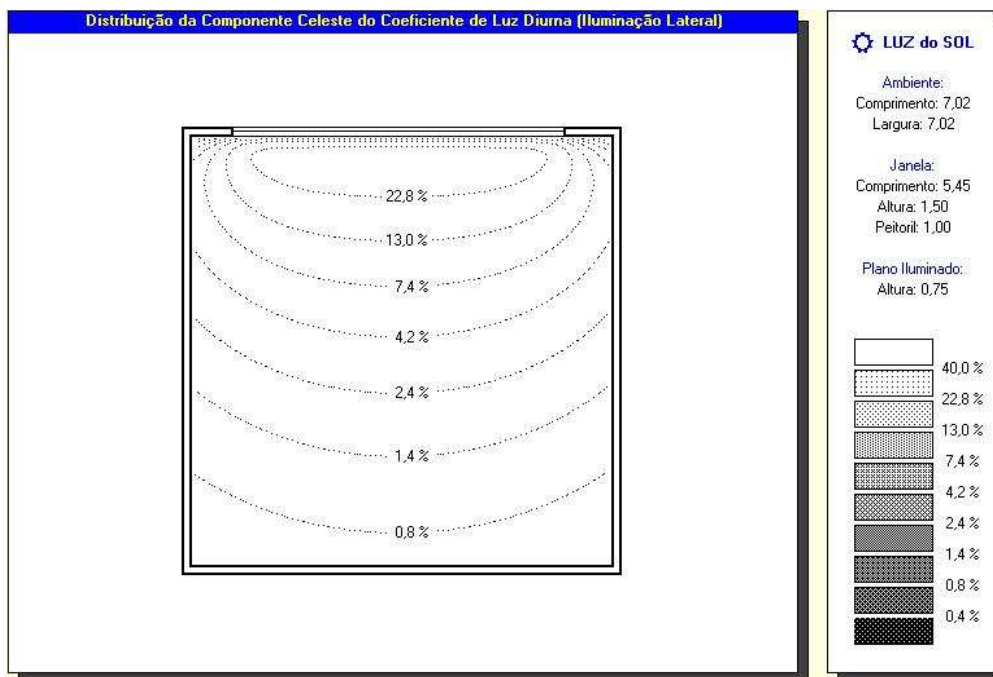 Distribuição da Componente Celeste do Coeficiente de Luz Diurna (Iluminação Lateral)
22,8 %
13,0 %
7,4 %
4,2 %
2,4 %
1,4 %
0,8 %
LUZ do SOL
Ambiente:
Comprimento: 7,02
Largura: 7,02
Janela:
Comprimento: 5,45
Altura: 1,50
Peitoril: 1,00
Plano Iluminado:
Altura: 0,75
40,0 %
22,8 %
13,0 %
7,4 %
4,2 %
2,4 %
1,4 %
0,8 %
0,4 %